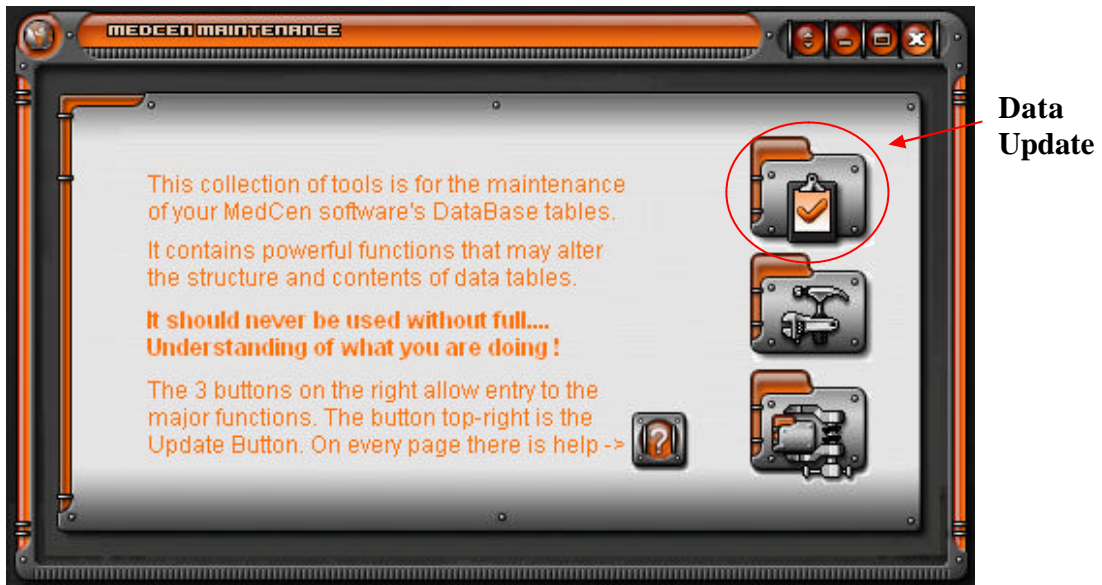 MEDCEN MAINTENANCE
This collection of tools is for the maintenance
of your MedCen software's DataBase tables.
It contains powerful functions that may alter
the structure and contents of data tables.
It should never be used without full....
Understanding of what you are doing !
The 3 buttons on the right allow entry to the
major functions. The button top-right is the
Update Button. On every page there is help ->
?
Data
Update